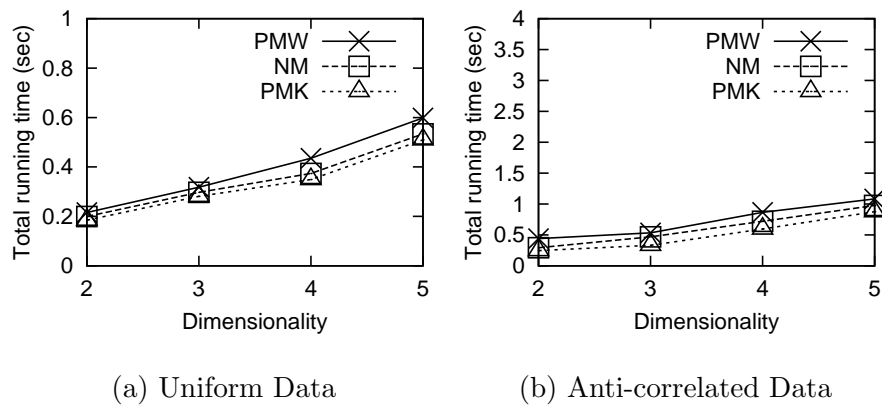 Total running time (sec)
1
0.8
0.6
0.4
0.2
0
PMW
NM
PMK
2 3 4 5
Dimensionality
(a) Uniform Data
Total running time (sec)
4
3.5
3
2.5
2
1.5
1
0.5
0
PMW
NM
PMK
2 3 4 5
Dimensionality
(b) Anti-correlated Data